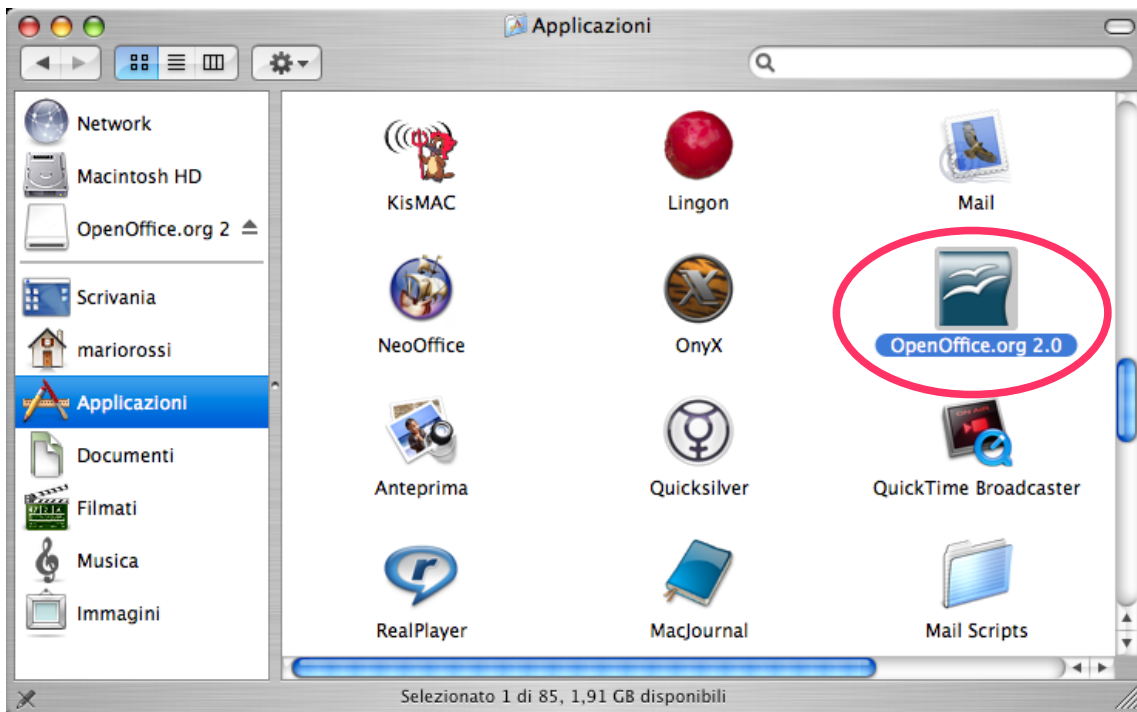 Applicazioni
Network
Macintosh HD
OpenOffice.org 2
Scrivania
mariorossi
Applicazioni
Documenti
Filmati
Musica
Immagini
KisMAC
Lingon
Mail
NeoOffice
OnyX
OpenOffice.org 2.0
Anteprima
Quicksilver
ON AIR
QuickTime Broadcaster
RealPlayer
MacJournal
Mail Scripts
Selezionato 1 di 85, 1,91 GB disponibili